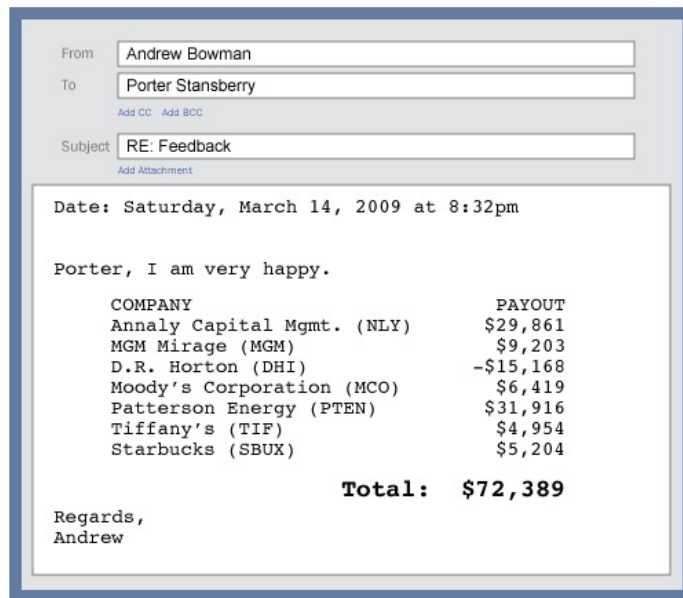 From Andrew Bowman
To Porter Stansberry
Add CC Add BCC
Subject RE: Feedback
Add Attachment
Date: Saturday, March 14, 2009 at 8:32pm
Porter, I am very happy.
COMPANY PAYOUT
Annaly Capital Mgmt. (NLY) $29,861
MGM Mirage (MGM) $9,203
D.R. Horton (DHI) -$15,168
Moody's Corporation (MCO) $6,419
Patterson Energy (PTEN) $31,916
Tiffany's (TIF) $4,954
Starbucks (SBUX) $5,204
Total: $72,389
Regards,
Andrew